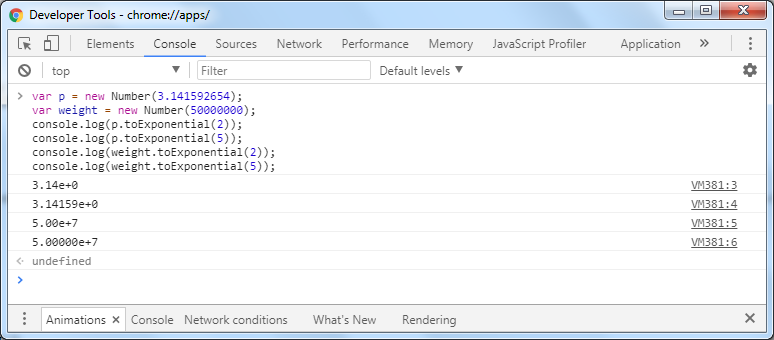 Developer Tools - chrome://apps/
Elements Console Sources Network Performance Memory JavaScript Profiler Application »
top ▼ Filter Default levels ▼
> var p = new Number(3.141592654);
var weight = new Number(50000000);
console.log(p.toExponential(2));
console.log(p.toExponential(5));
console.log(weight.toExponential(2));
console.log(weight.toExponential(5));
3.14e+0 VM381:3
3.14159e+0 VM381:4
5.00e+7 VM381:5
5.00000e+7 VM381:6
undefined
>
Animations × Console Network conditions What's New Rendering